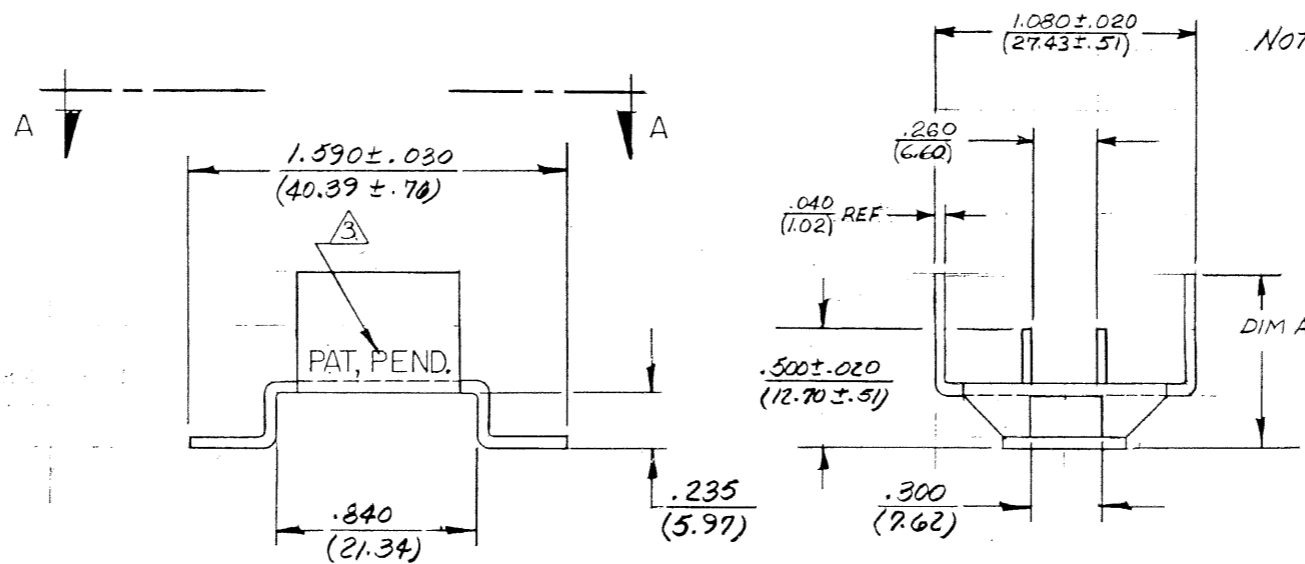 A
A
1.590±.030
(40.39 ±.76)
3
PAT, PEND.
.840
(21.34)
.235
(5.97)
1.080±.020
(27.43±.51)
NOT
.260
(6.60)
.040
(1.02) REF
.500±.020
(12.70±.51)
DIM A
.300
(7.62)